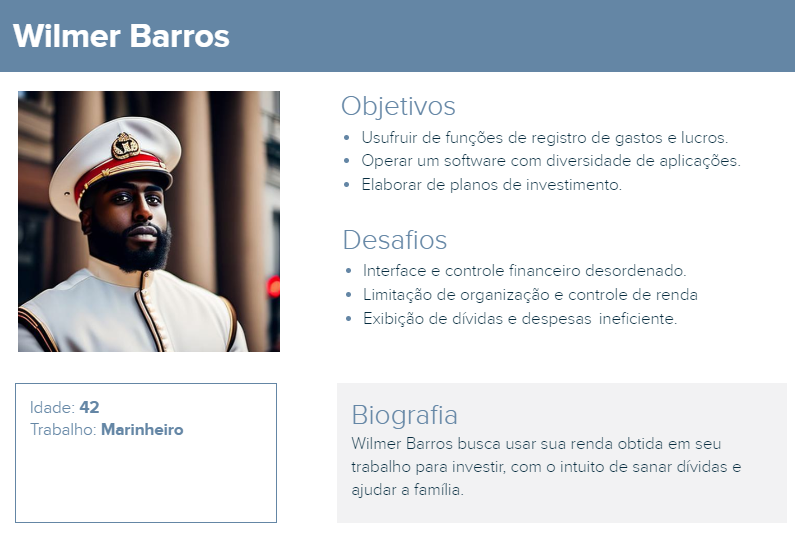 Wilmer Barros
Objetivos
• Usufruir de funções de registro de gastos e lucros.
• Operar um software com diversidade de aplicações.
• Elaborar de planos de investimento.
Desafios
• Interface e controle financeiro desordenado.
• Limitação de organização e controle de renda
• Exibição de dívidas e despesas ineficiente.
Idade: 42
Trabalho: Marinheiro
Biografia
Wilmer Barros busca usar sua renda obtida em seu
trabalho para investir, com o intuito de sanar dívidas e
ajudar a família.